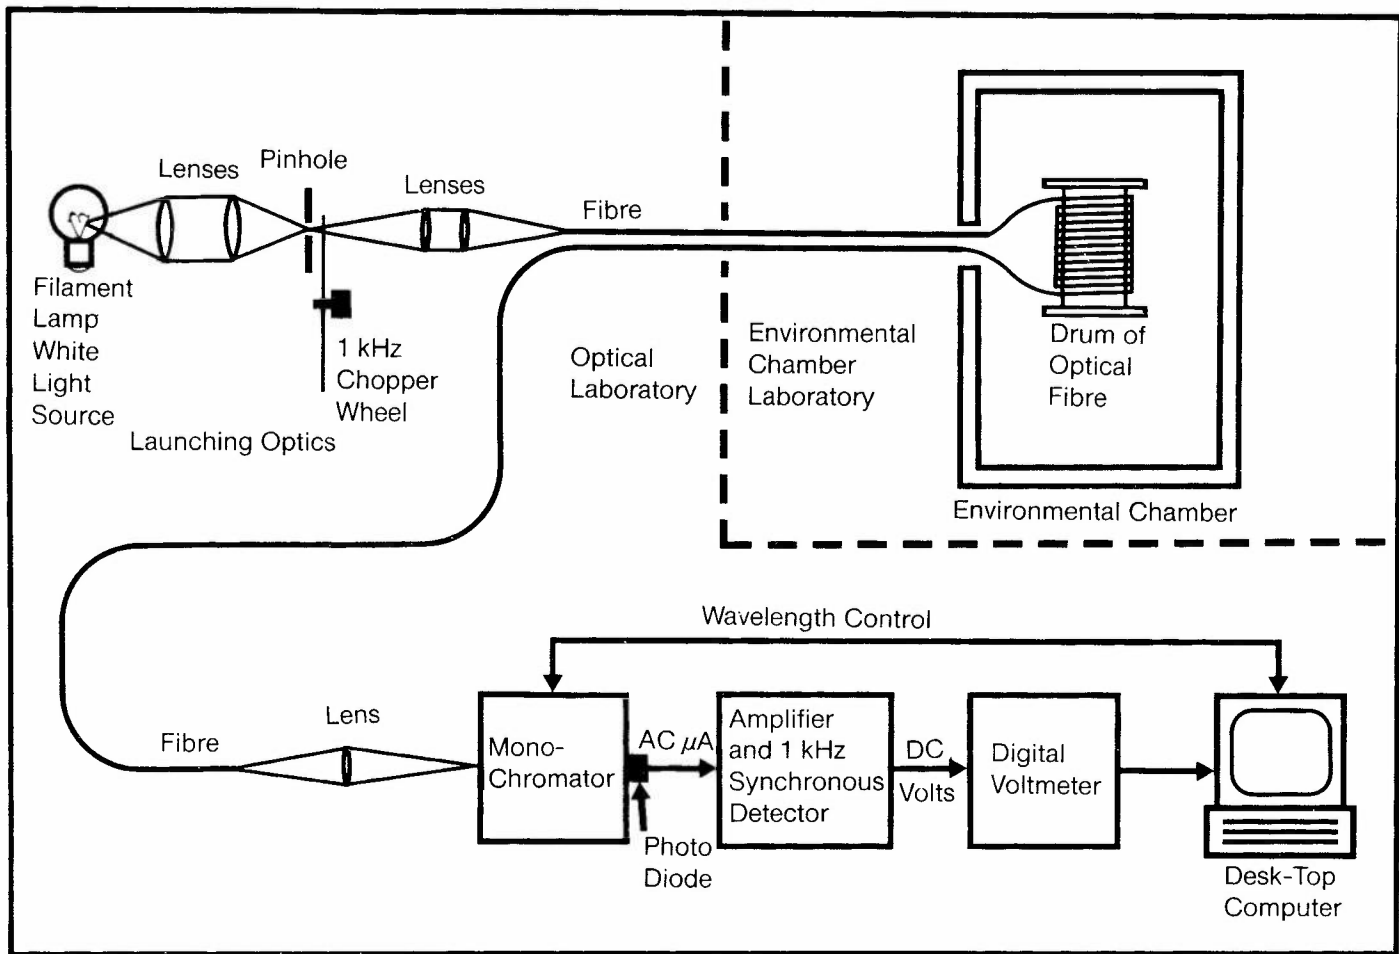 Lenses
Pinhole
Lenses
Fibre
Filament
Lamp
White
Light
Source
1 kHz
Chopper
Wheel
Launching Optics
Optical
Laboratory
Environmental
Chamber
Laboratory
Drum of
Optical
Fibre
Environmental Chamber
Wavelength Control
Fibre
Lens
Mono-
Chromator
AC μA
Photo
Diode
Amplifier
and 1 kHz
Synchronous
Detector
DC
Volts
Digital
Voltmeter
Desk-Top
Computer